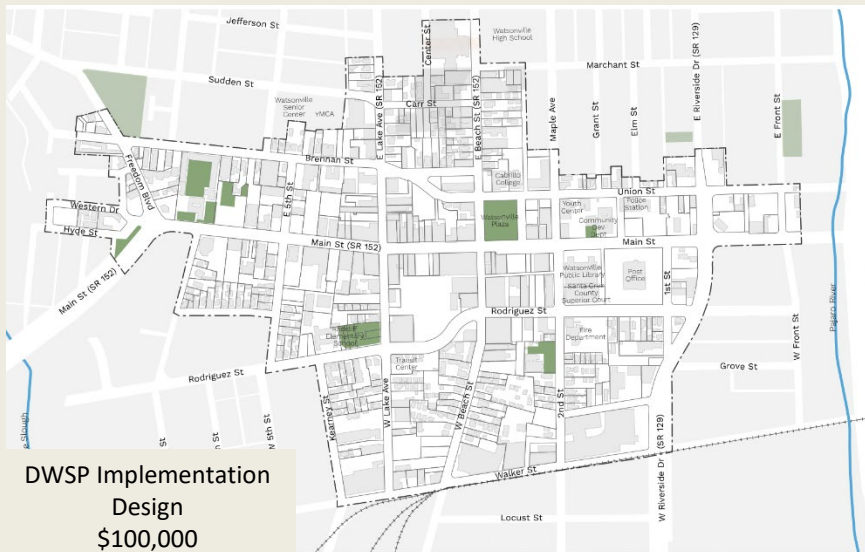 Jefferson St
Center St
Watsonville
High School
Marchant St
E Riverside Dr (SR 129)
Sudden St
Watsonville
Senior
Center
YMCA
Carr St
E Lake Ave (SR 152)
E Beach St (SR 152)
Maple Ave
Grant St
Elm St
E Front St
Brennan St
Freedom Blvd
E 5th St
Cabrillo
College
Union St
Western Dr
Hyde St
Watsonville
Plaza
Youth
Center
Police
Station
Community
Dev
Dept
Main St (SR 152)
Main St
Main St (SR 152)
Watsonville
Public Library
Post
Office
Santa Cruz
County
Superior Court
1st St
Pajaro River
Rodriguez St
Elementary
School
Fire
Department
W Front St
Transit
Center
Grove St
Rodriguez St
Kearney St
W Lake Ave
W Beach St
2nd St
W 5th St
St
St
Slough
Walker St
W Riverside Dr (SR 129)
Locust St
DWSP Implementation
Design
$100,000